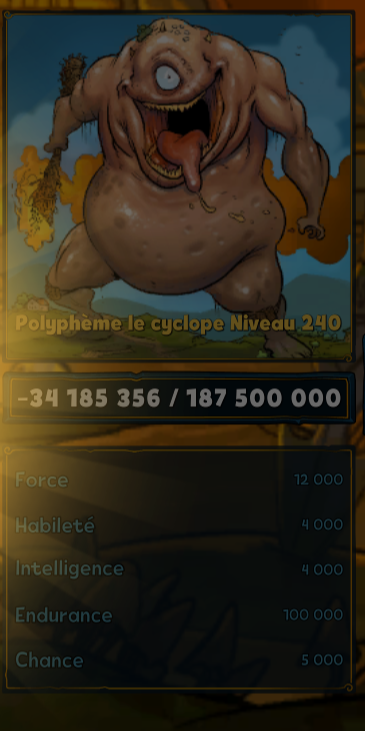 Polyphème le cyclope Niveau 240
-34 185 356 / 187 500 000
Force 12 000
Habileté 4 000
Intelligence 4 000
Endurance 100 000
Chance 5 000